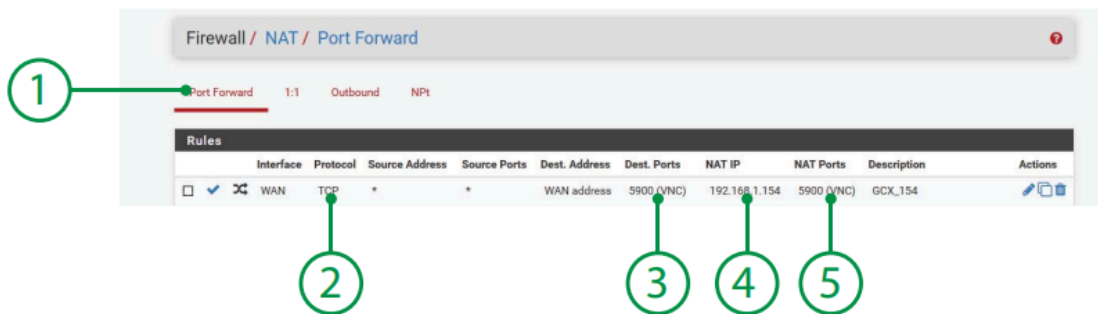 Firewall / NAT / Port Forward
1
Port Forward 1:1 Outbound NPt
Rules
Interface Protocol Source Address Source Ports Dest. Address Dest. Ports NAT IP NAT Ports Description Actions
WAN TCP * * WAN address 5900 (VNC) 192.168.1.154 5900 (VNC) GCX_154
2 3 4 5